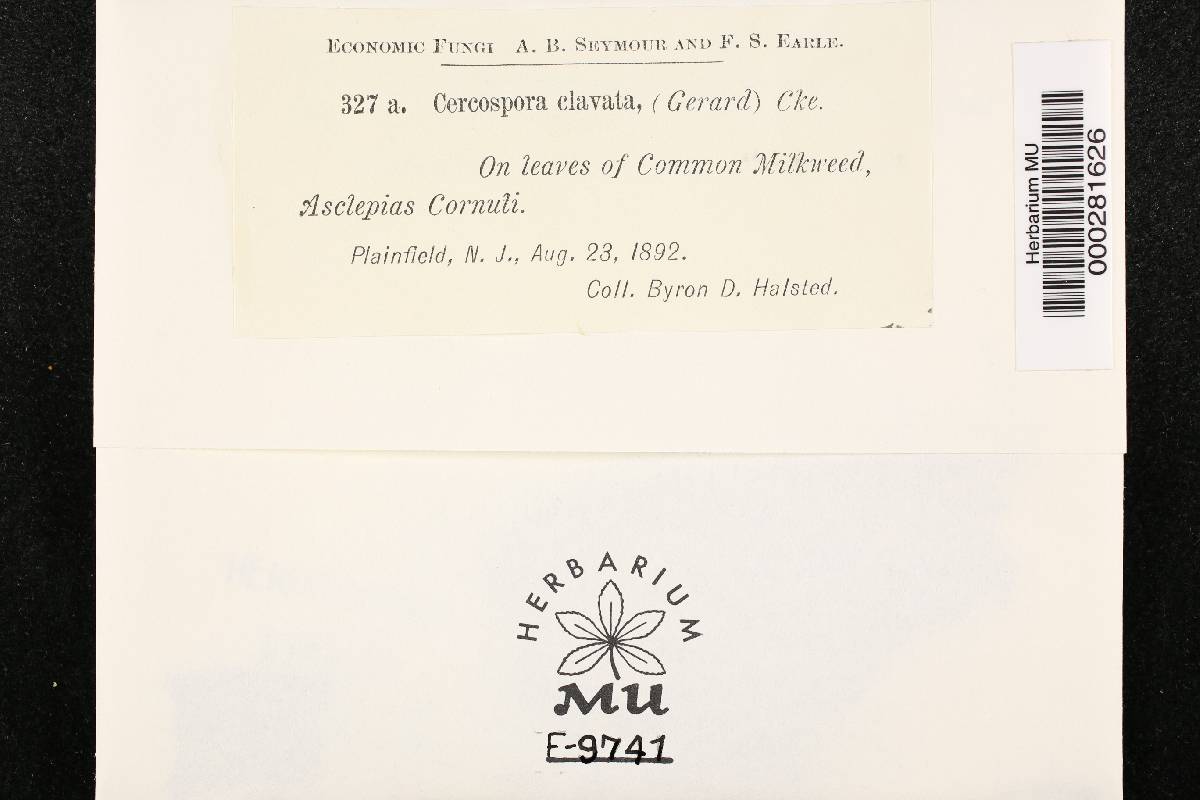 Economic Fungi A. B. Seymour and F. S. Earle.
327 a. Cercospora clavata, (Gerard) Cke.
On leaves of Common Milkweed,
Asclepias Cornuti.
Plainfield, N. J., Aug. 23, 1892.
Coll. Byron D. Halsted.
Herbarium MU
000281626
HERBARIUM
MU
F-9741